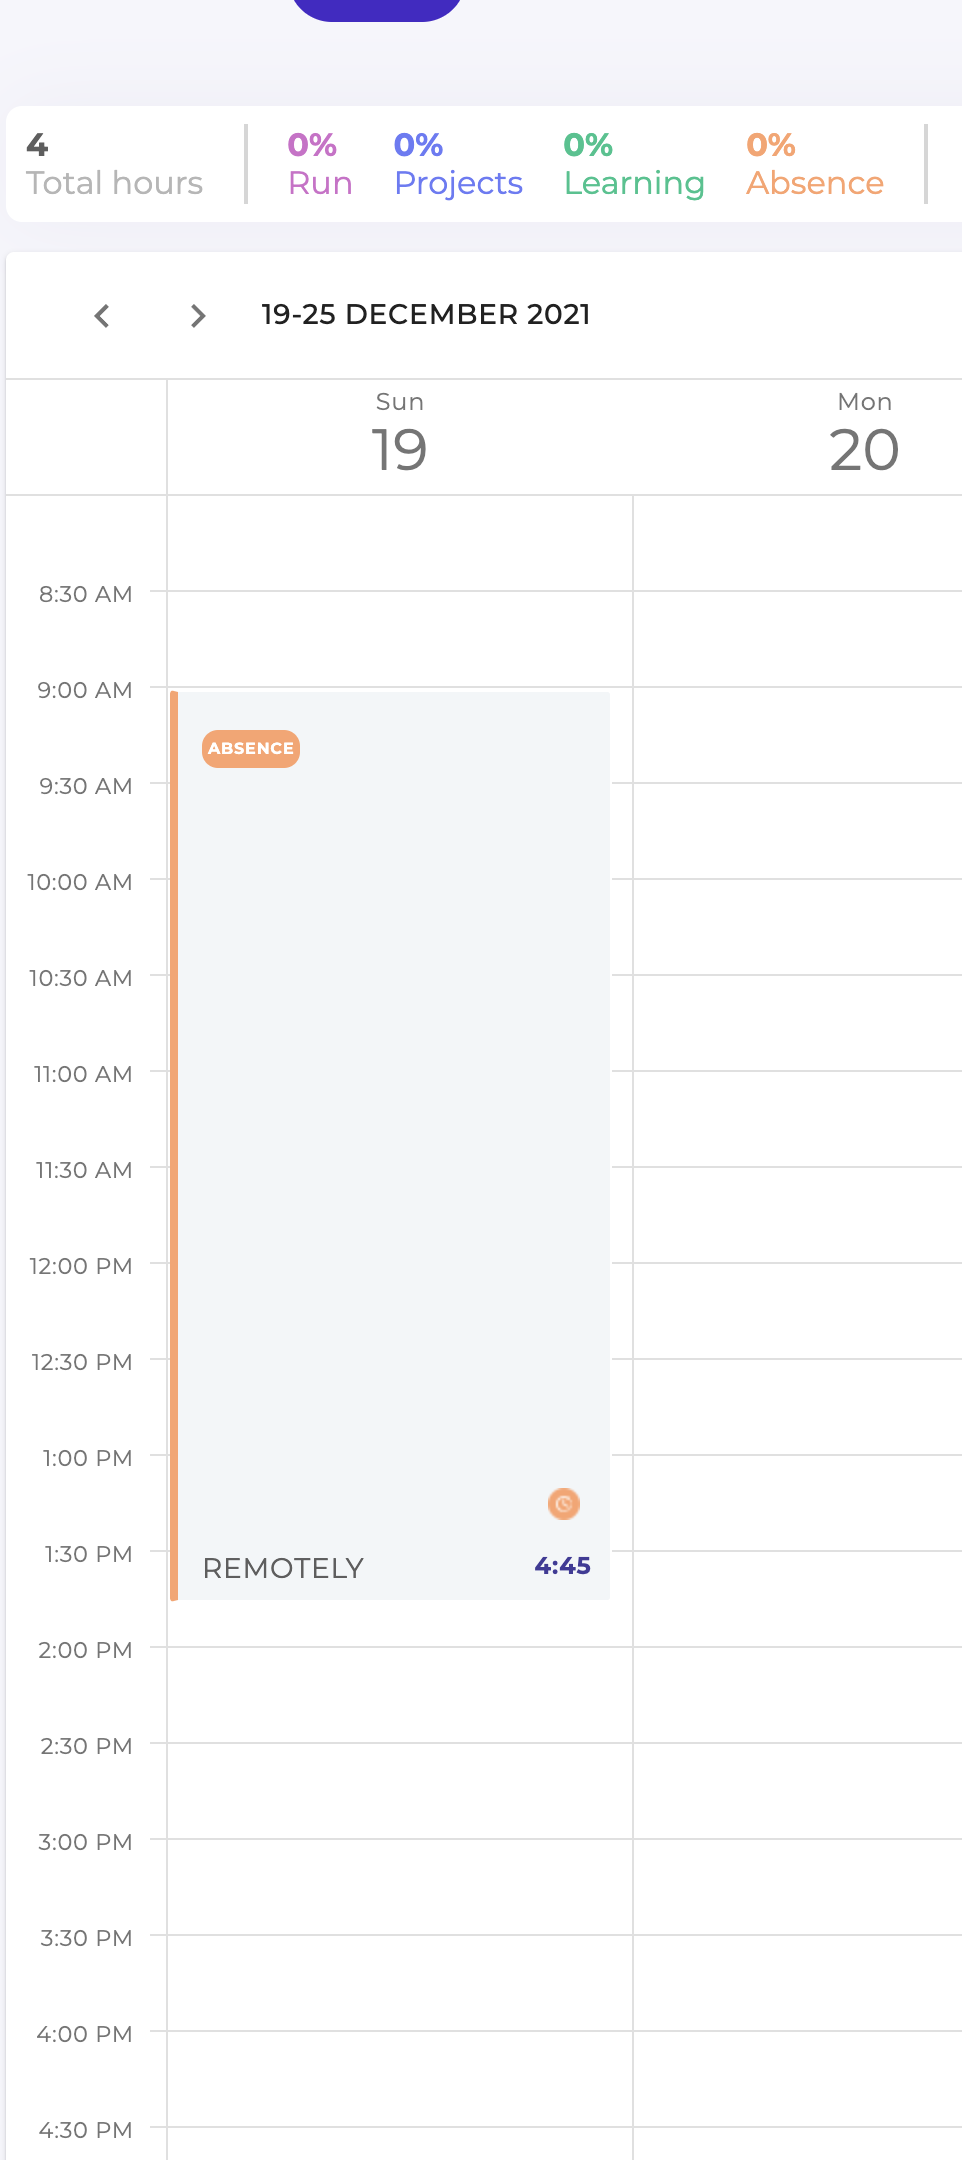 4
Total hours
0%
Run
0%
Projects
0%
Learning
0%
Absence
19-25 DECEMBER 2021
Sun
19
Mon
20
8:30 AM
9:00 AM
ABSENCE
9:30 AM
10:00 AM
10:30 AM
11:00 AM
11:30 AM
12:00 PM
12:30 PM
1:00 PM
1:30 PM
REMOTELY
4:45
2:00 PM
2:30 PM
3:00 PM
3:30 PM
4:00 PM
4:30 PM